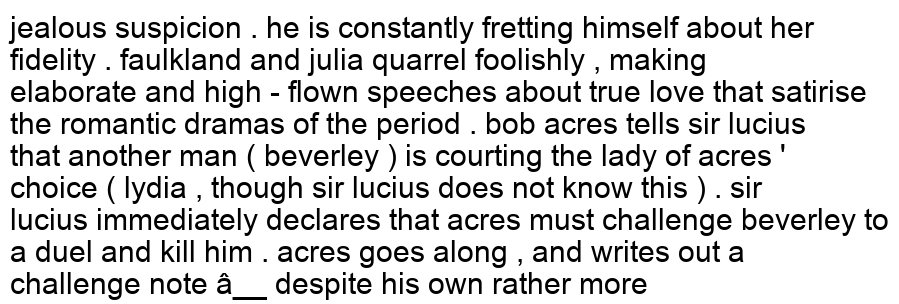 jealous suspicion . he is constantly fretting himself about her
fidelity . faulkland and julia quarrel foolishly , making
elaborate and high - flown speeches about true love that satirise
the romantic dramas of the period . bob acres tells sir lucius
that another man ( beverley ) is courting the lady of acres '
choice ( lydia , though sir lucius does not know this ) . sir
lucius immediately declares that acres must challenge beverley to
a duel and kill him . acres goes along , and writes out a
challenge note â__ despite his own rather more